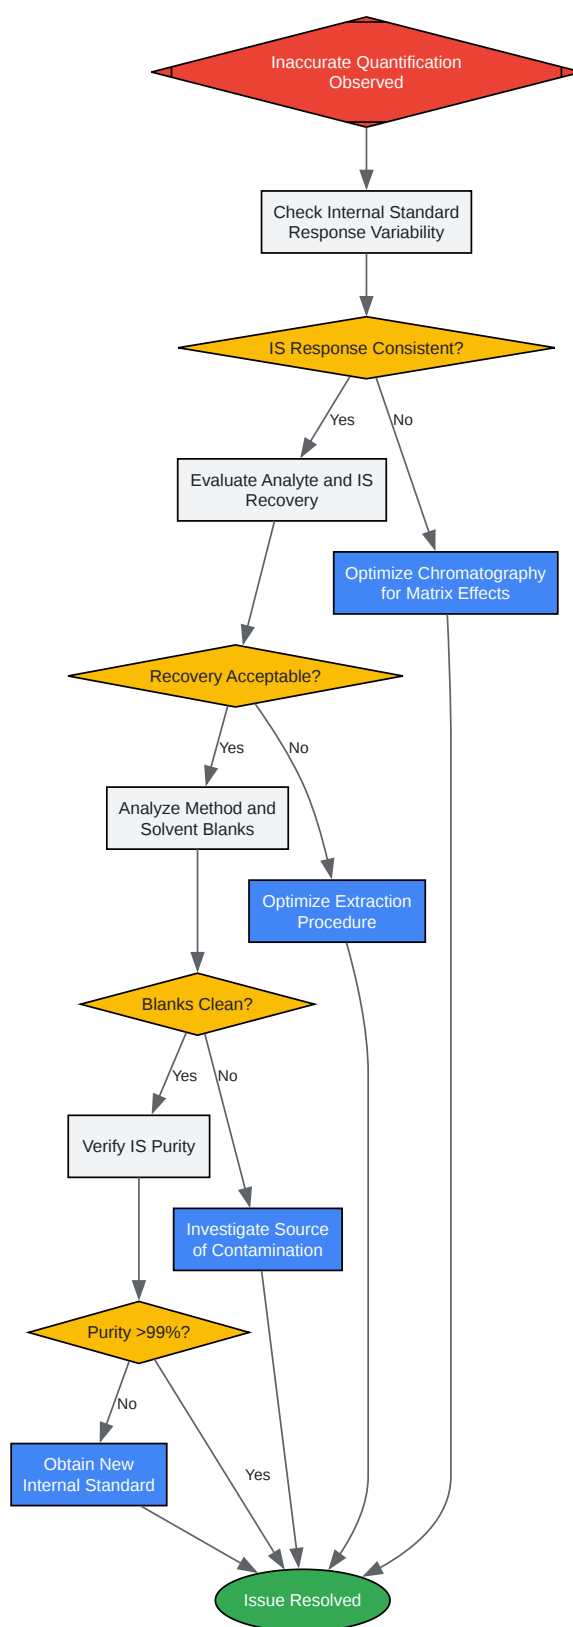 Inaccurate Quantification
Observed
Check Internal Standard
Response Variability
IS Response Consistent?
Yes
No
Evaluate Analyte and IS
Recovery
Optimize Chromatography
for Matrix Effects
Recovery Acceptable?
Yes
No
Analyze Method and
Solvent Blanks
Optimize Extraction
Procedure
Blanks Clean?
Yes
No
Verify IS Purity
Investigate Source
of Contamination
Purity >99%?
No
Yes
Obtain New
Internal Standard
Issue Resolved